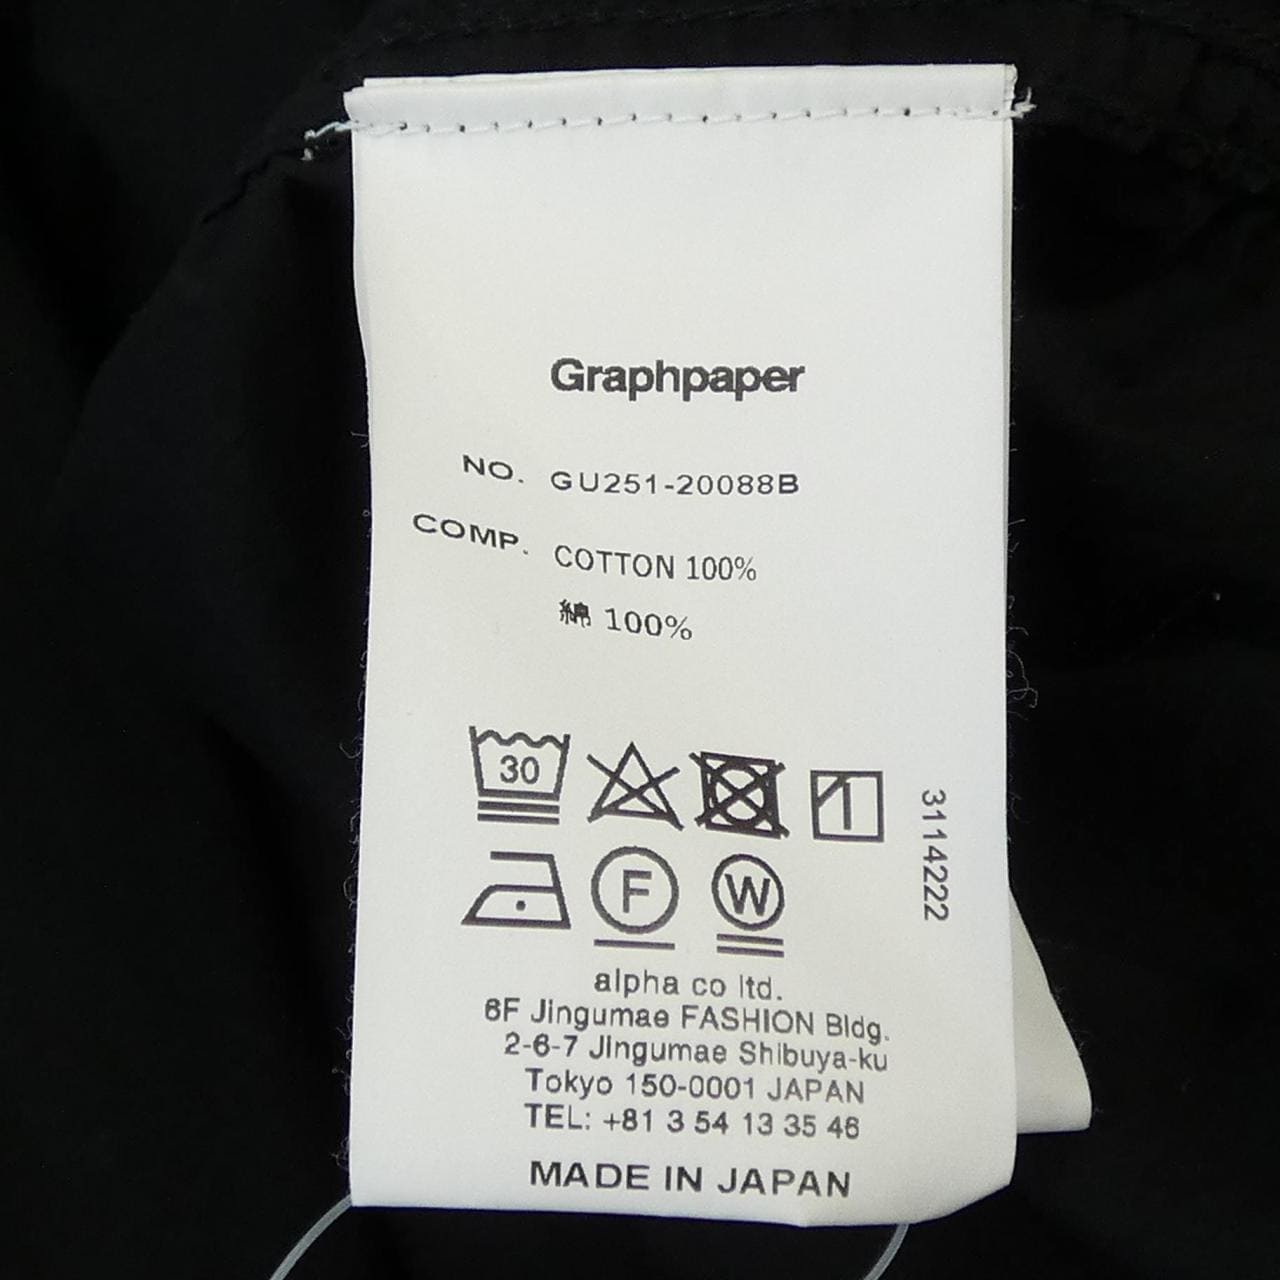 Graphpaper
NO. GU251-20088B
COMP. COTTON 100%
綿 100%
30
F W
3114222
alpha co ltd.
6F Jingumae FASHION Bldg.
2-6-7 Jingumae Shibuya-ku
Tokyo 150-0001 JAPAN
TEL: +81 3 54 13 35 46
MADE IN JAPAN